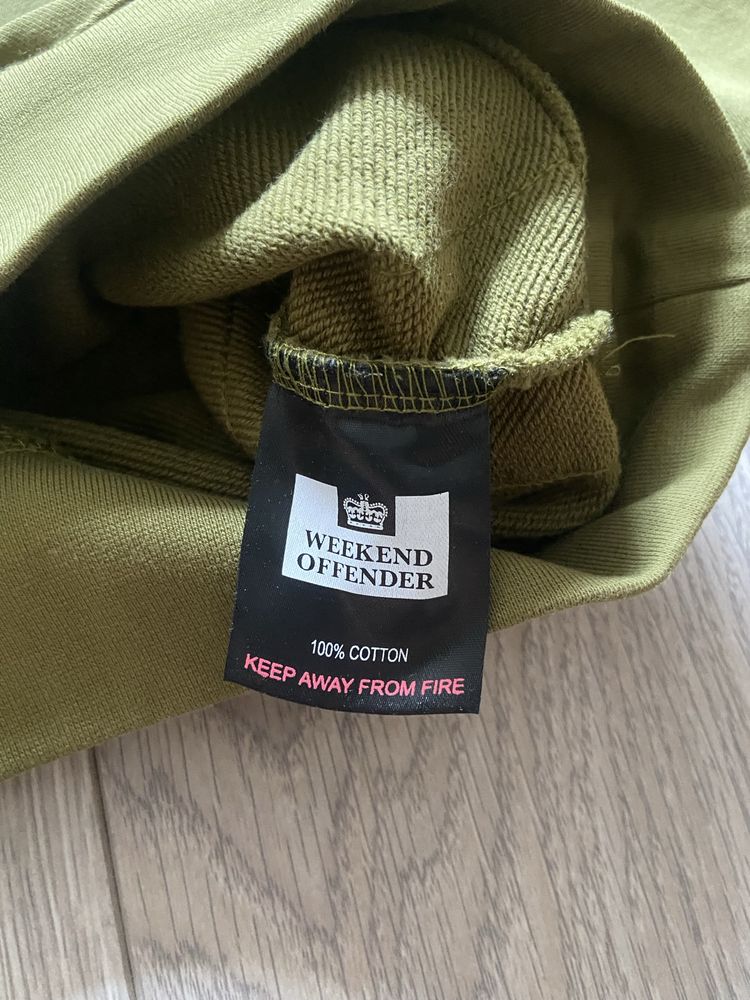 WEEKEND
OFFENDER
100% COTTON
KEEP AWAY FROM FIRE